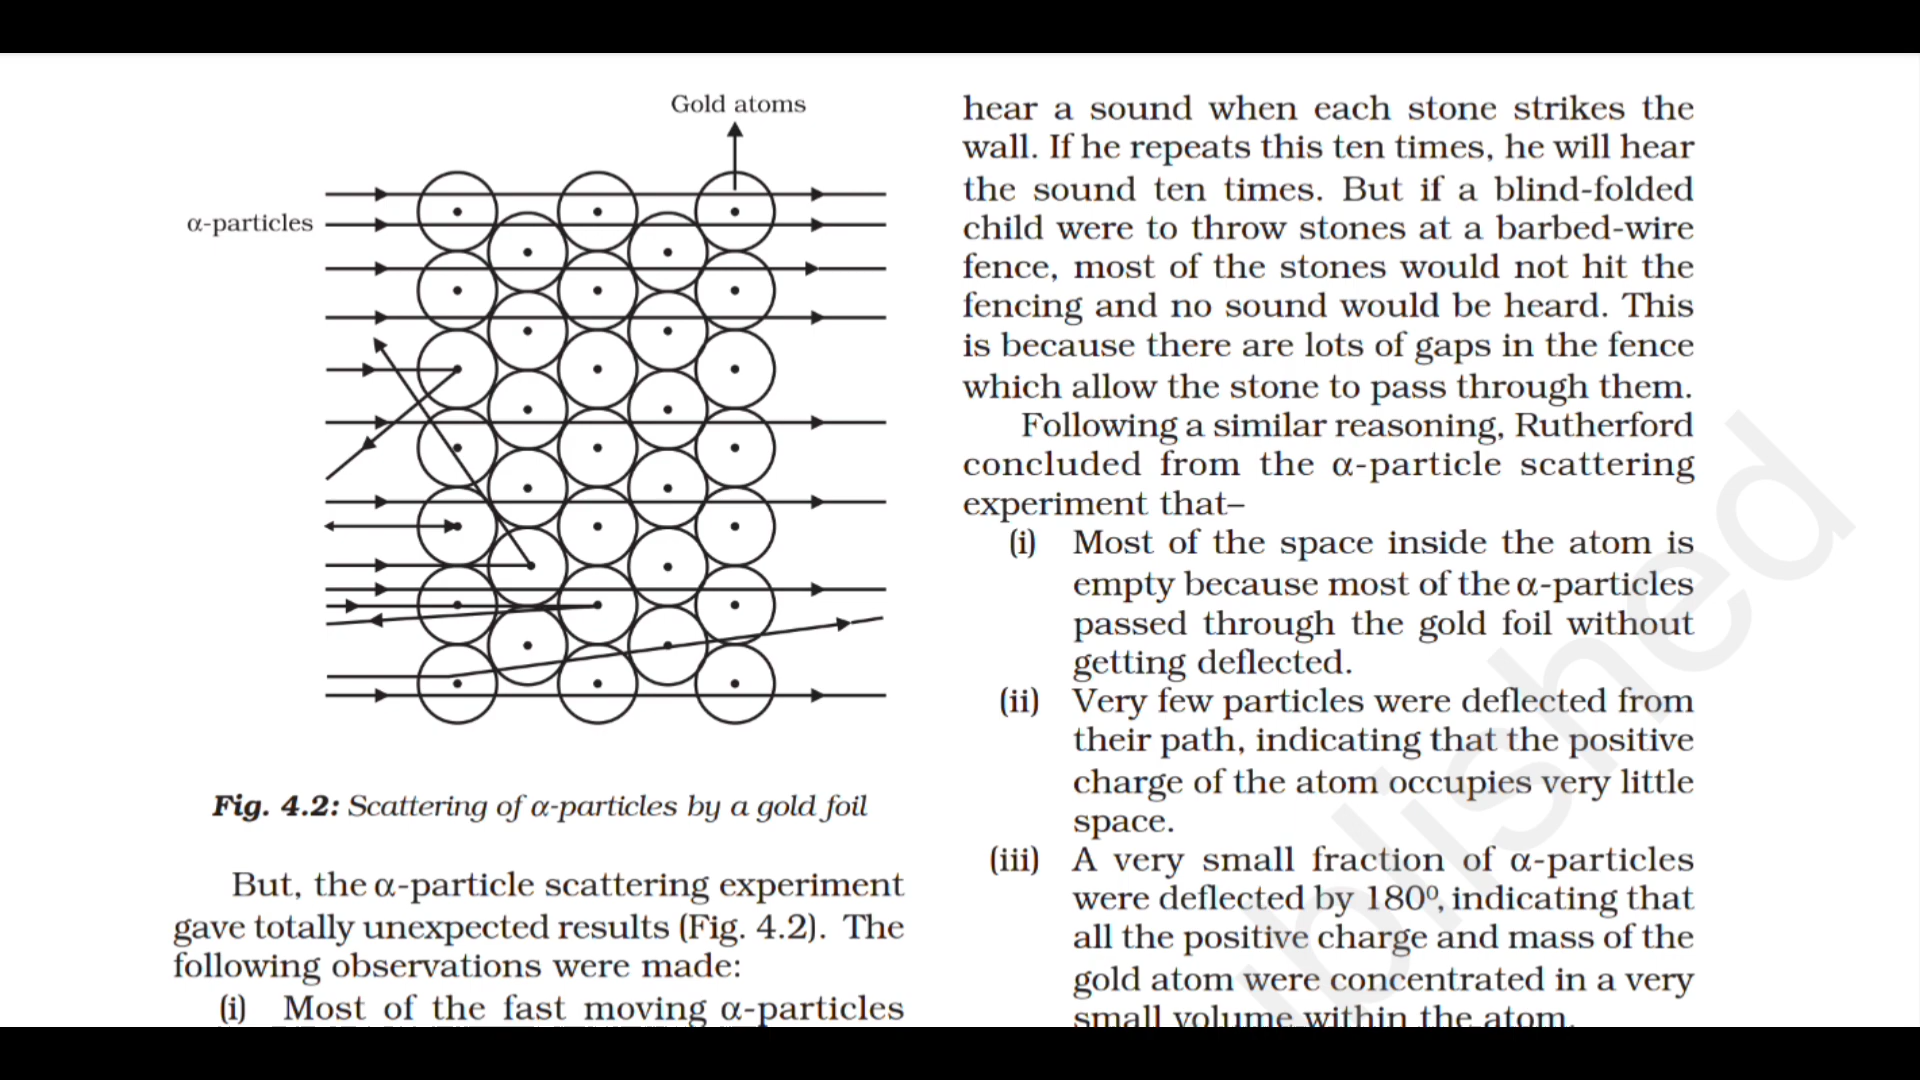 Gold atoms
α-particles
Fig. 4.2: Scattering of α-particles by a gold foil
But, the α-particle scattering experiment
gave totally unexpected results (Fig. 4.2). The
following observations were made:
(i) Most of the fast moving α-particles
hear a sound when each stone strikes the
wall. If he repeats this ten times, he will hear
the sound ten times. But if a blind-folded
child were to throw stones at a barbed-wire
fence, most of the stones would not hit the
fencing and no sound would be heard. This
is because there are lots of gaps in the fence
which allow the stone to pass through them.
Following a similar reasoning, Rutherford
concluded from the α-particle scattering
experiment that–
(i) Most of the space inside the atom is
empty because most of the α-particles
passed through the gold foil without
getting deflected.
(ii) Very few particles were deflected from
their path, indicating that the positive
charge of the atom occupies very little
space.
(iii) A very small fraction of α-particles
were deflected by 180⁰, indicating that
all the positive charge and mass of the
gold atom were concentrated in a very
small volume within the atom.
blished